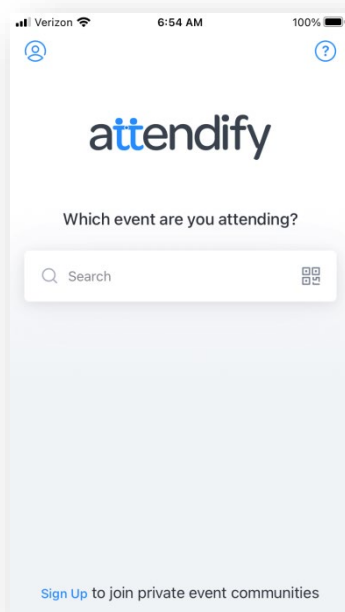 Verizon 6:54 AM 100%
?
attendify
Which event are you attending?
Search
Sign Up to join private event communities